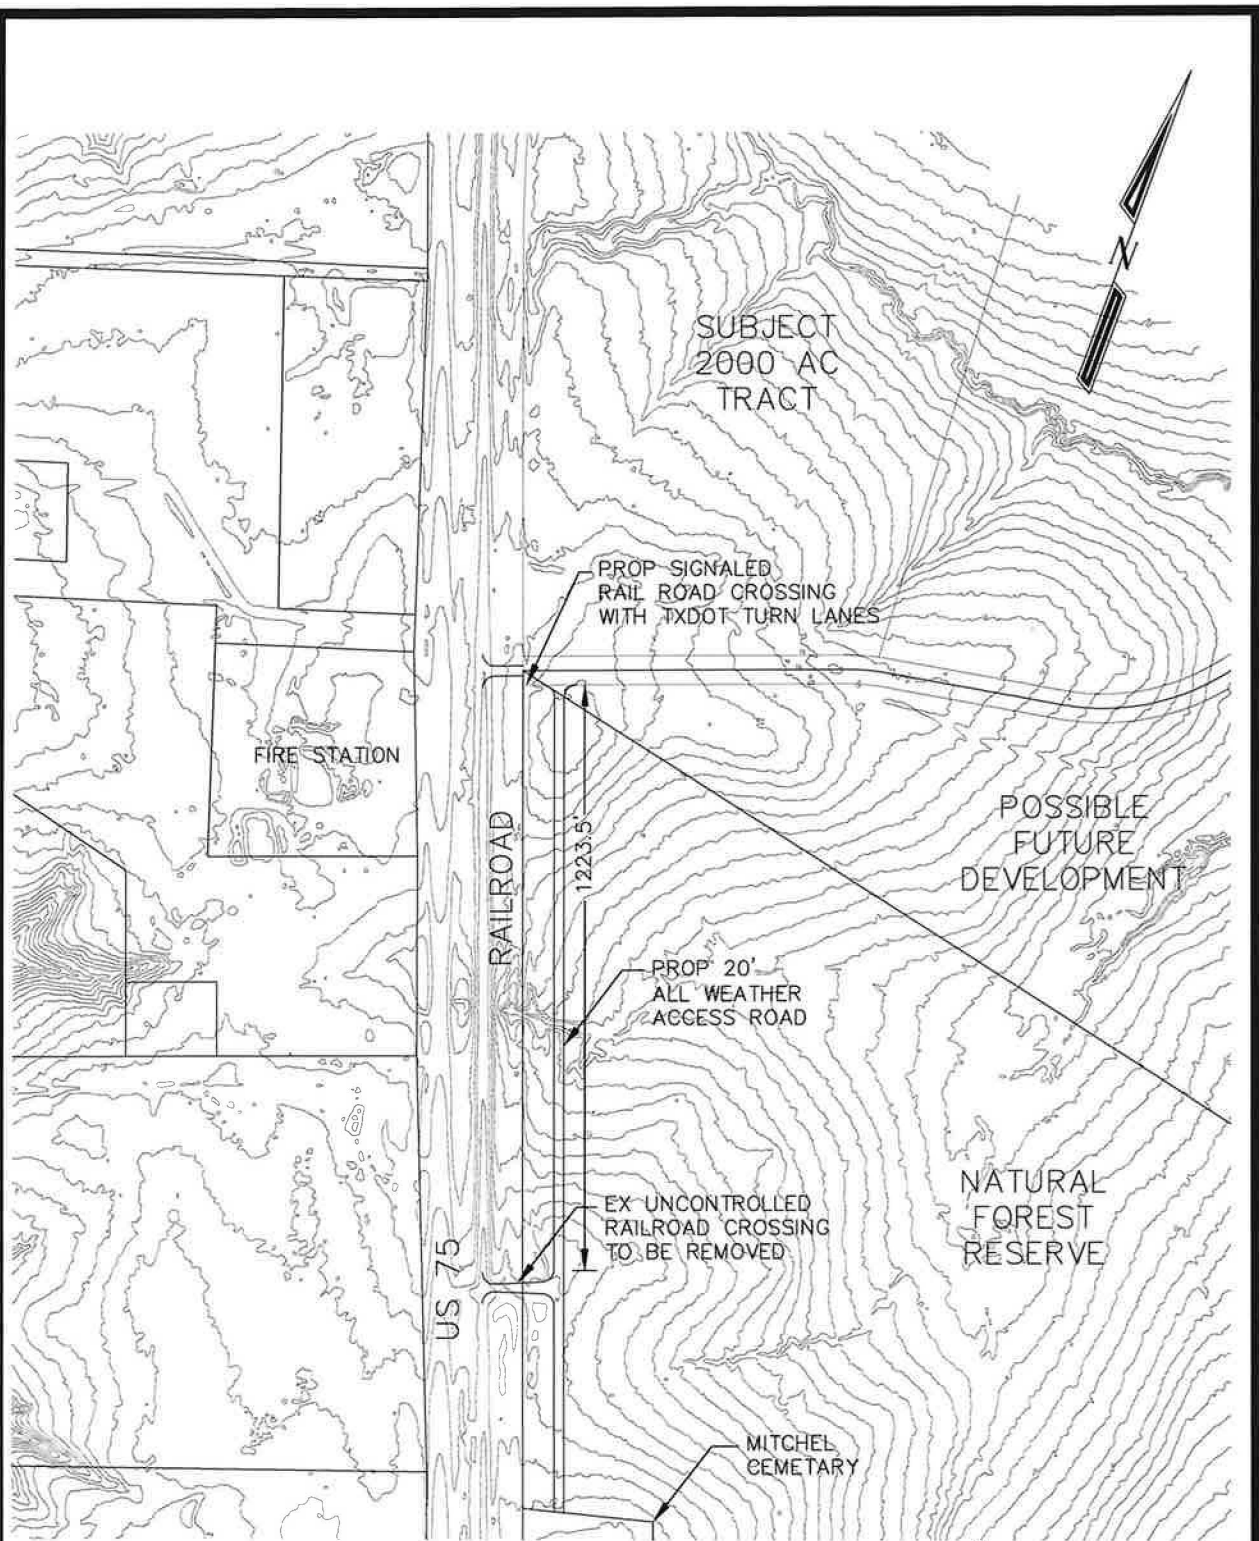 N
SUBJECT
2000 AC
TRACT
PROP SIGNALED
RAIL ROAD CROSSING
WITH TXDOT TURN LANES
FIRE STATION
RAILROAD
1223.5'
POSSIBLE
FUTURE
DEVELOPMENT
PROP 20'
ALL WEATHER
ACCESS ROAD
NATURAL
FOREST
RESERVE
EX UNCONTROLLED
RAILROAD CROSSING
TO BE REMOVED
US 75
MITCHEL
CEMETARY